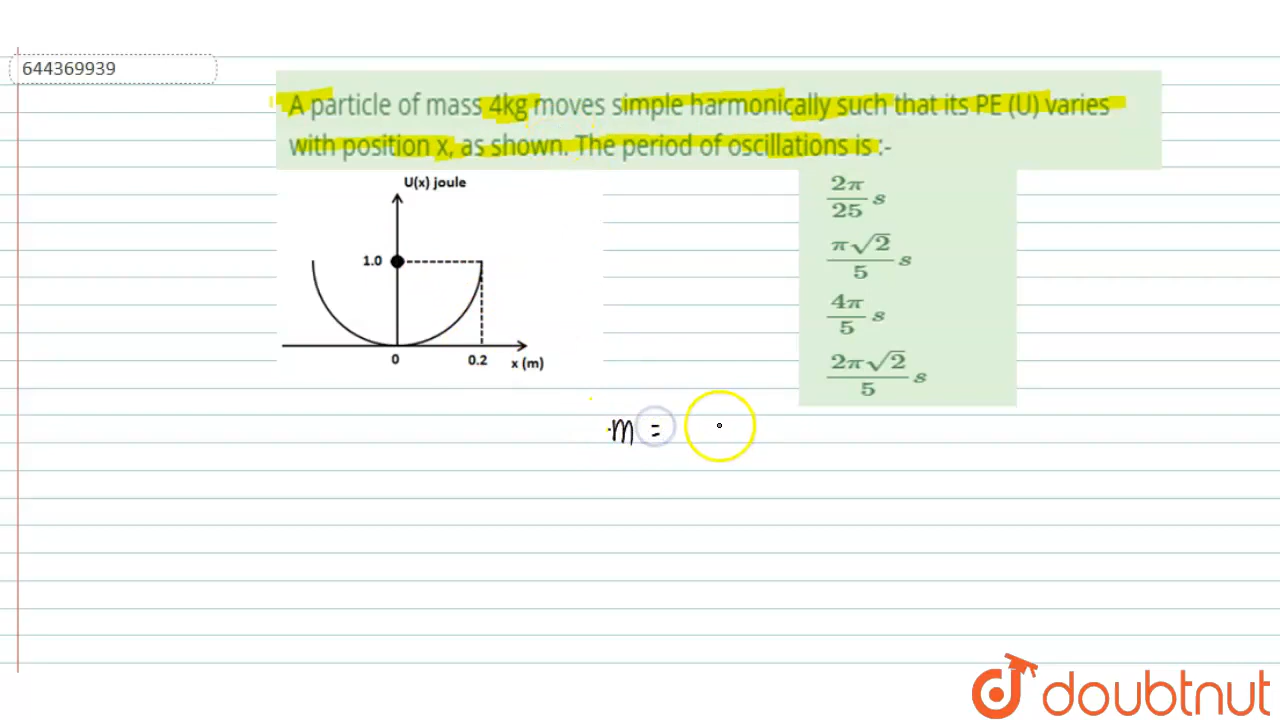 644369939
A particle of mass 4kg moves simple harmonically such that its PE (U) varies
with position x, as shown. The period of oscillations is :-
U(x) joule
1.0
0
0.2
x (m)
2π/25 s
π√2/5 s
4π/5 s
2π√2/5 s
m =
doubtnut